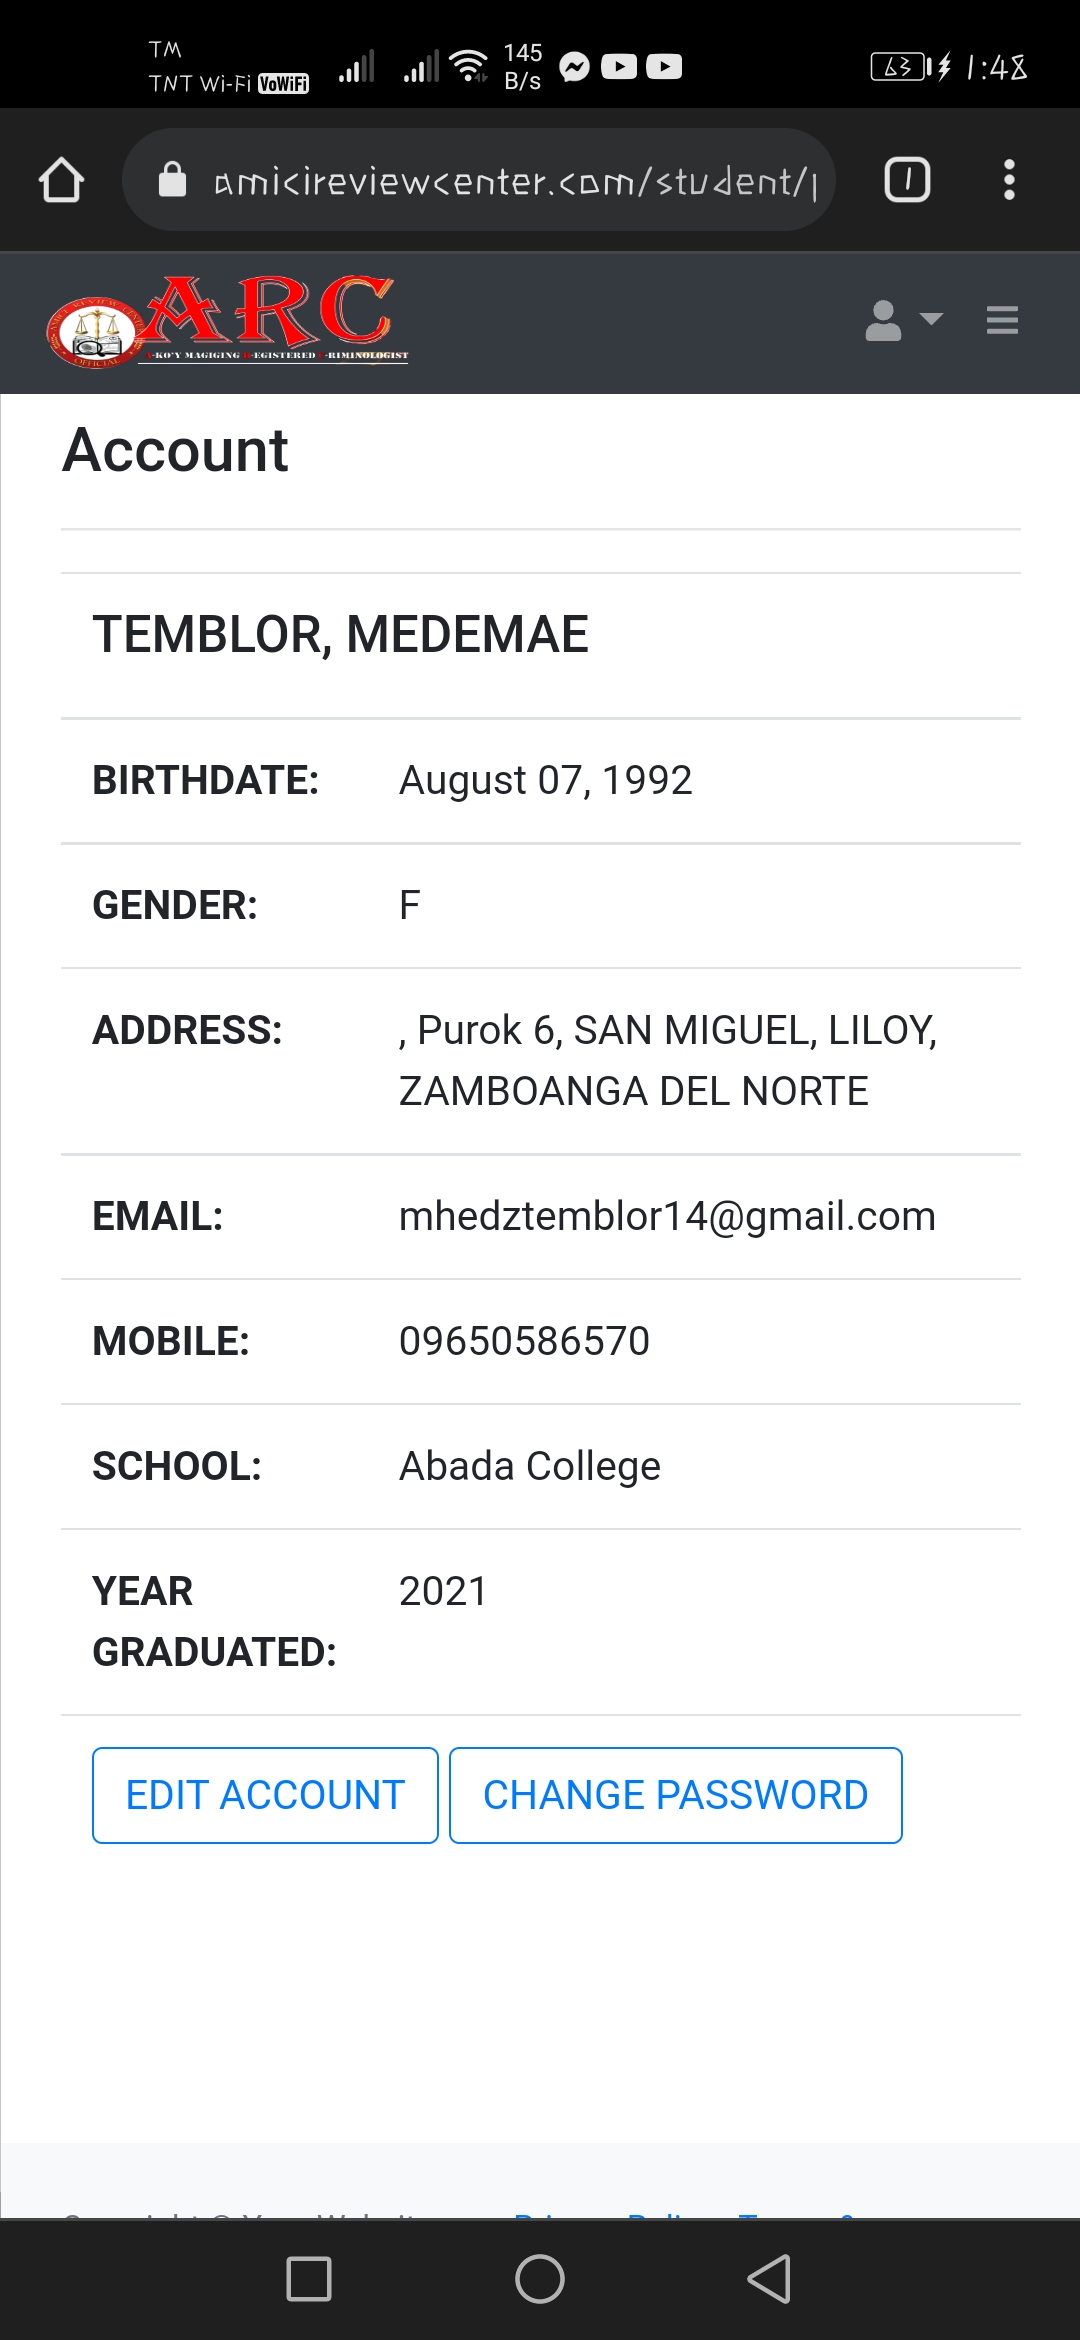 TM
TNT Wi-Fi VoWiFi
145
B/s
63
1:48
amicireviewcenter.com/student/p
1
ARC
-KO'Y MAGIGING R-EGISTERED C-RIMINOLOGIST
Account
TEMBLOR, MEDEMAE
BIRTHDATE: August 07, 1992
GENDER: F
ADDRESS: , Purok 6, SAN MIGUEL, LILOY,
ZAMBOANGA DEL NORTE
EMAIL: mhedztemblor14@gmail.com
MOBILE: 09650586570
SCHOOL: Abada College
YEAR 2021
GRADUATED:
EDIT ACCOUNT CHANGE PASSWORD